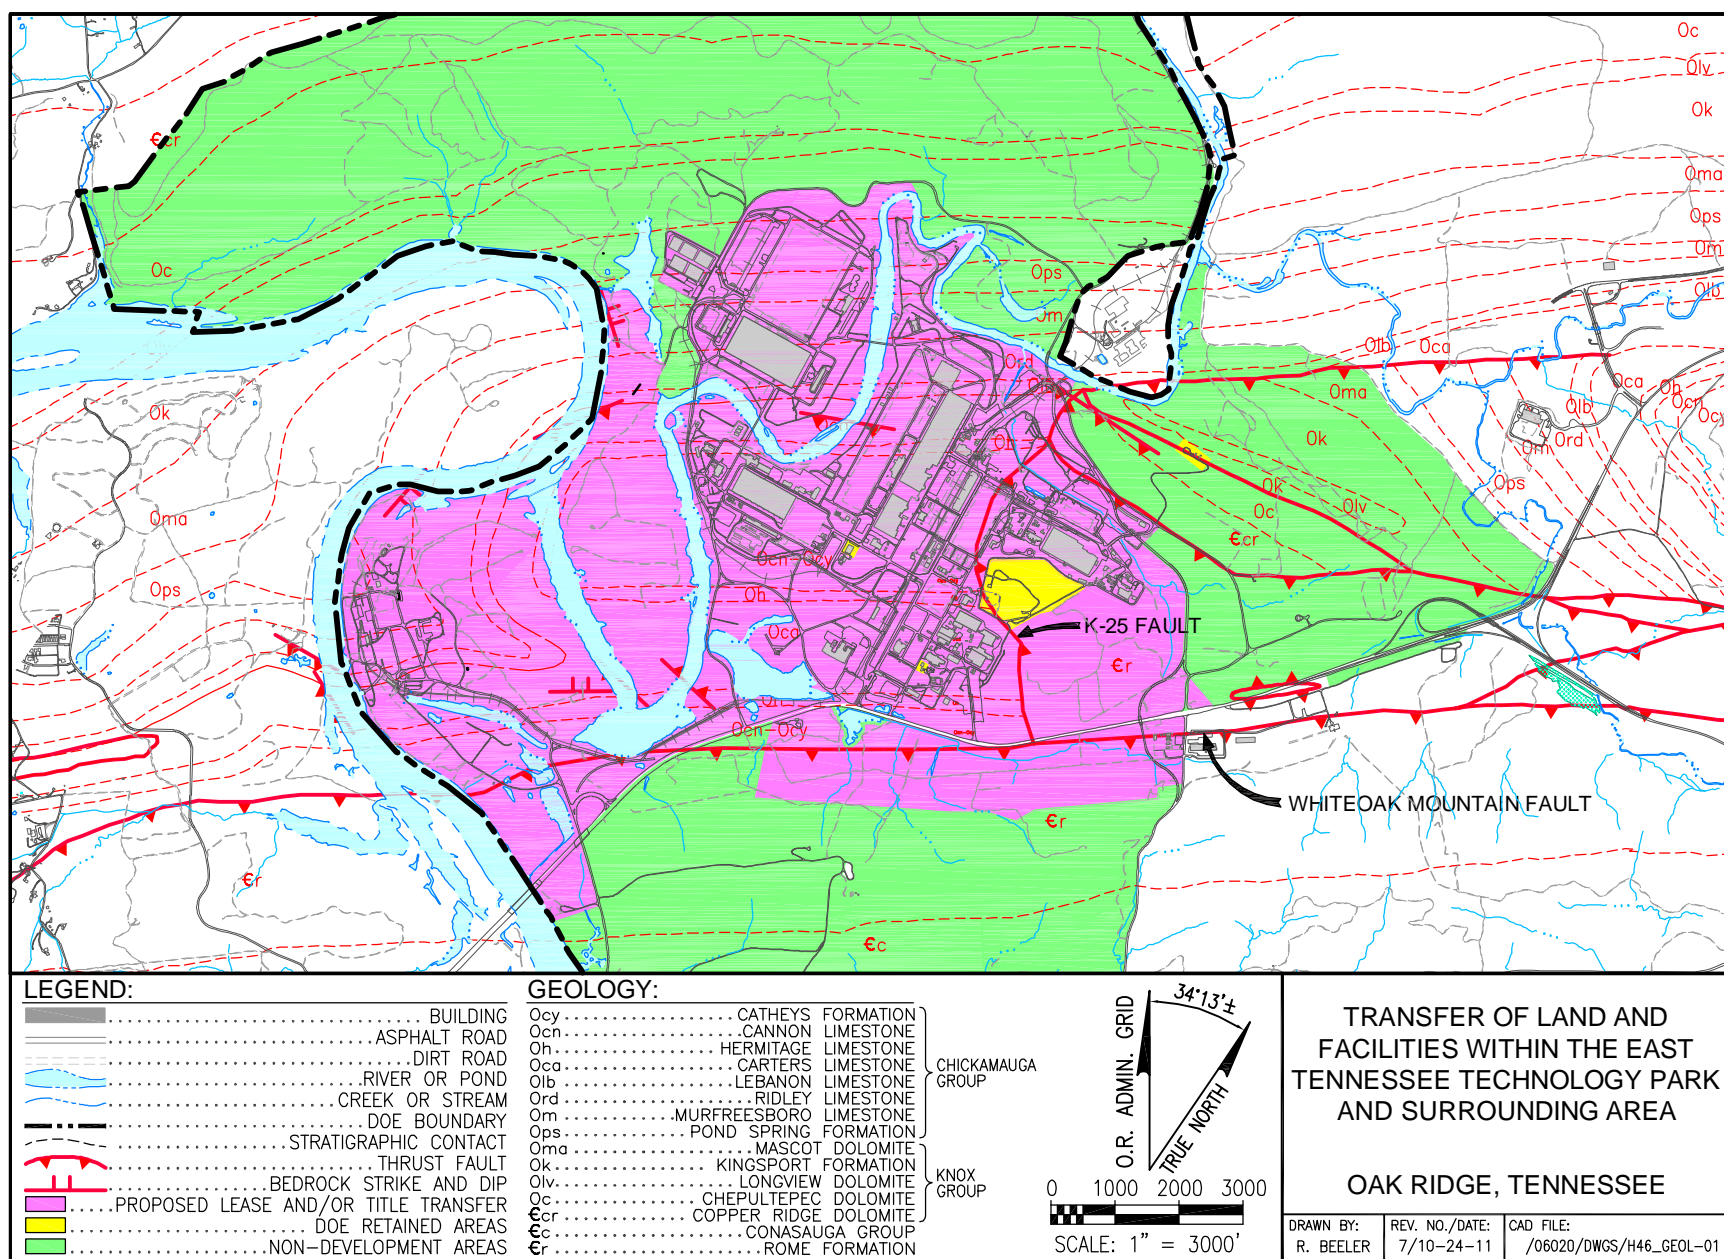 Oc
Olv
Ok
Oma
Ops
Om
Olb
€cr
Oc
Ops
Om
Olb
Oca
Ord
Olb
Oma
Oca
Oh
Ocn
Ocy
Olb
Ord
Om
Ops
Ok
Ok
Oma
Ops
Oh
Ok
Oc
Olv
€cr
Ocn-Ocy
Oh
Oca
K-25 FAULT
€r
Ocn-Ocy
WHITEOAK MOUNTAIN FAULT
€r
€r
€c
LEGEND:
BUILDING
ASPHALT ROAD
DIRT ROAD
RIVER OR POND
CREEK OR STREAM
DOE BOUNDARY
STRATIGRAPHIC CONTACT
THRUST FAULT
BEDROCK STRIKE AND DIP
PROPOSED LEASE AND/OR TITLE TRANSFER
DOE RETAINED AREAS
NON-DEVELOPMENT AREAS
GEOLOGY:
Ocy CATHEYS FORMATION
Ocn CANNON LIMESTONE
Oh HERMITAGE LIMESTONE
Oca CARTERS LIMESTONE
Olb LEBANON LIMESTONE
Ord RIDLEY LIMESTONE
Om MURFREESBORO LIMESTONE
Ops POND SPRING FORMATION
CHICKAMAUGA
GROUP
Oma MASCOT DOLOMITE
Ok KINGSPORT FORMATION
Olv LONGVIEW DOLOMITE
Oc CHEPULTEPEC DOLOMITE
€cr COPPER RIDGE DOLOMITE
KNOX
GROUP
€c CONASAUGA GROUP
€r ROME FORMATION
34°13'±
O.R. ADMIN. GRID
TRUE NORTH
0 1000 2000 3000
SCALE: 1" = 3000'
TRANSFER OF LAND AND
FACILITIES WITHIN THE EAST
TENNESSEE TECHNOLOGY PARK
AND SURROUNDING AREA
OAK RIDGE, TENNESSEE
DRAWN BY:
R. BEELER
REV. NO./DATE:
7/10-24-11
CAD FILE:
/06020/DWGS/H46_GEOL-01